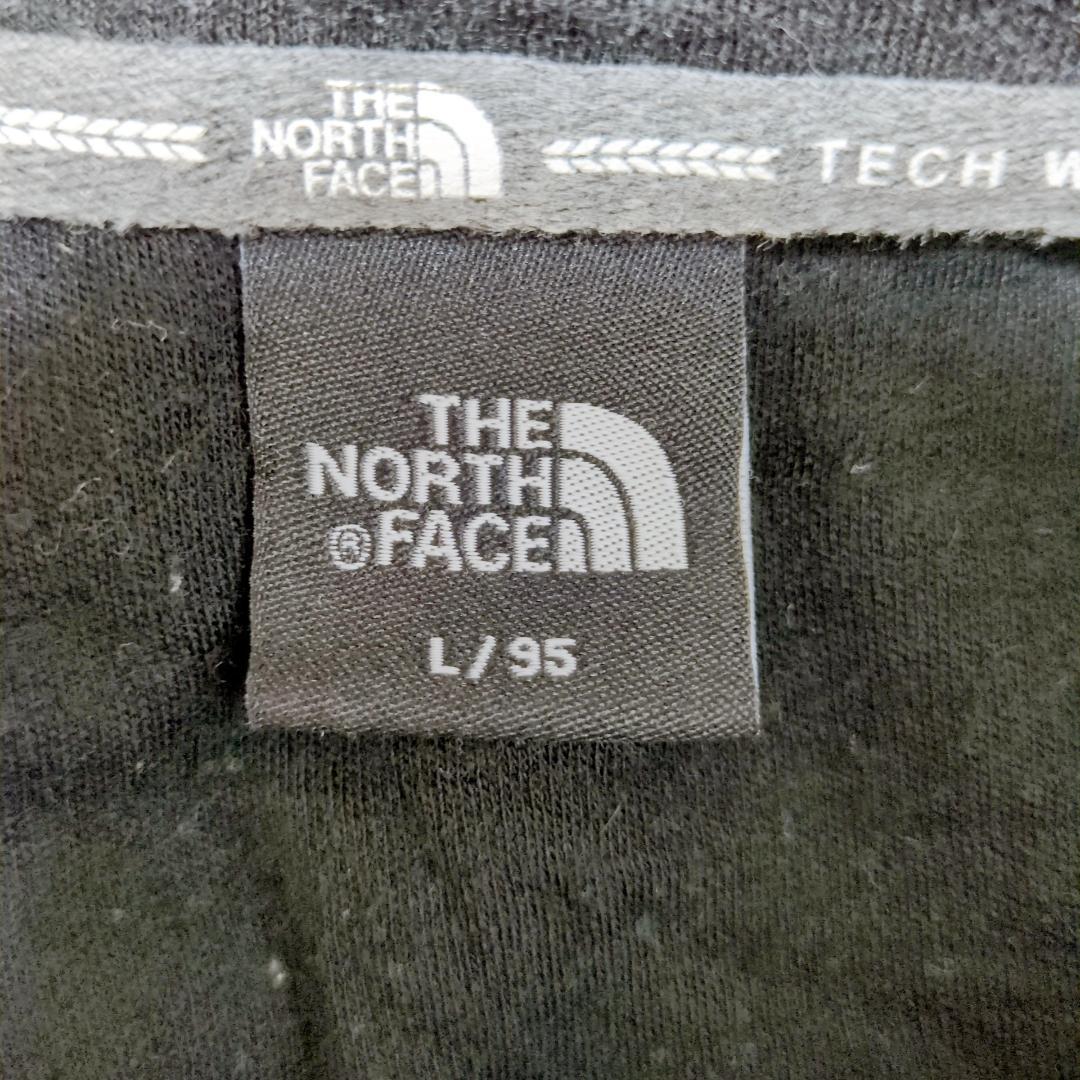 THE
NORTH
FACE
TECH W
THE
NORTH
®FACE
L/95